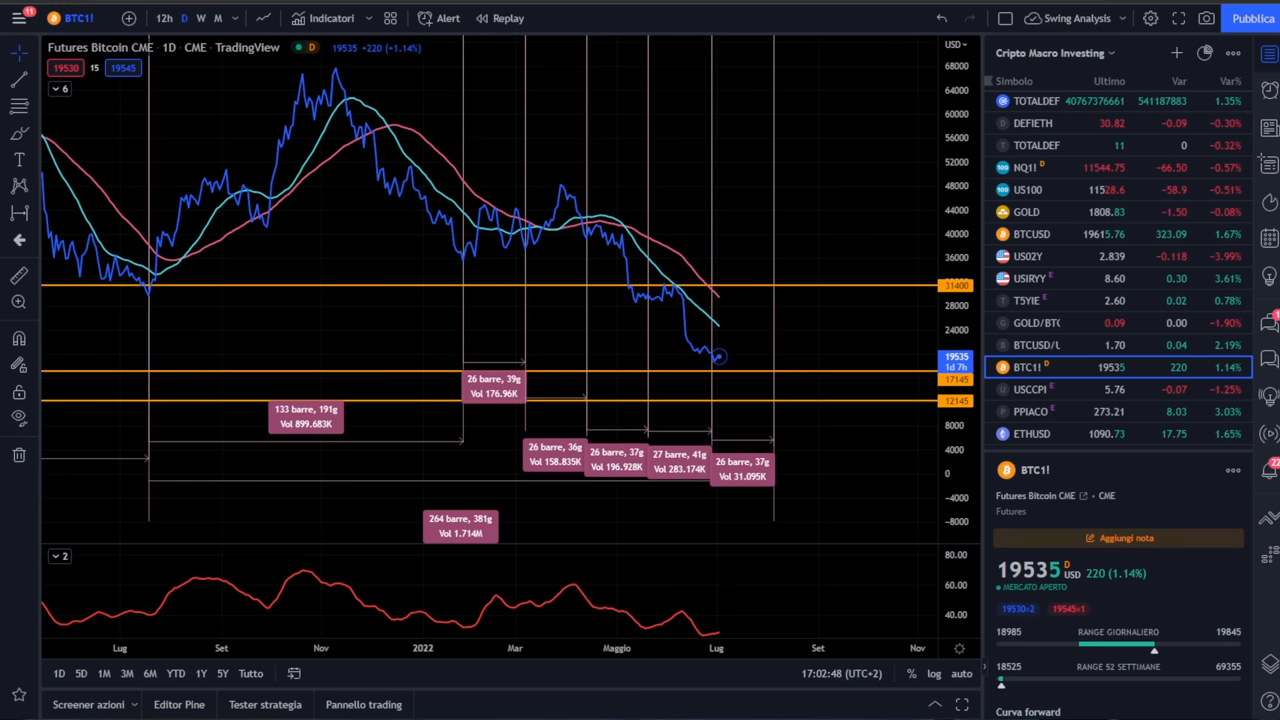 11
BTC1!
12h D W M
Indicatori
Alert
Replay
Swing Analysis
Pubblica
Futures Bitcoin CME · 1D · CME · TradingView
D
19535 +220 (+1.14%)
19530
15
19545
6
USD
68000
64000
60000
56000
52000
48000
44000
40000
36000
31400
28000
24000
19535
1d 7h
17145
12145
8000
4000
0
−4000
−8000
26 barre, 39g
Vol 176.96K
133 barre, 191g
Vol 899.683K
26 barre, 36g
Vol 158.835K
26 barre, 37g
Vol 196.928K
27 barre, 41g
Vol 283.174K
26 barre, 37g
Vol 31.095K
264 barre, 381g
Vol 1.714M
2
80.00
60.00
40.00
Lug Set Nov 2022 Mar Maggio Lug Set Nov
1D 5D 1M 3M 6M YTD 1Y 5Y Tutto
17:02:48 (UTC+2)
% log auto
Screener azioni Editor Pine Tester strategia Pannello trading
Cripto Macro Investing
Simbolo Ultimo Var Var%
TOTALDEF 40767376661 541187883 1.35%
DEFIETH 30.82 −0.09 −0.30%
TOTALDEF 11 0 −0.32%
NQ1! D 11544.75 −66.50 −0.57%
US100 11528.6 −58.9 −0.51%
GOLD 1808.83 −1.50 −0.08%
BTCUSD 19615.76 323.09 1.67%
US02Y 2.839 −0.118 −3.99%
USIRYY E 8.60 0.30 3.61%
T5YIE E 2.60 0.02 0.78%
GOLD/BTC 0.09 0.00 −1.90%
BTCUSD/L 1.70 0.04 2.19%
BTC1! D 19535 220 1.14%
USCCPI E 5.76 −0.07 −1.25%
PPIACO E 273.21 8.03 3.03%
ETHUSD 1090.73 17.75 1.65%
BTC1!
Futures Bitcoin CME • CME
Futures
Aggiungi nota
19535 D USD 220 (1.14%)
MERCATO APERTO
19530×2 19545×1
18985 RANGE GIORNALIERO 19845
18525 RANGE 52 SETTIMANE 69355
Curva forward